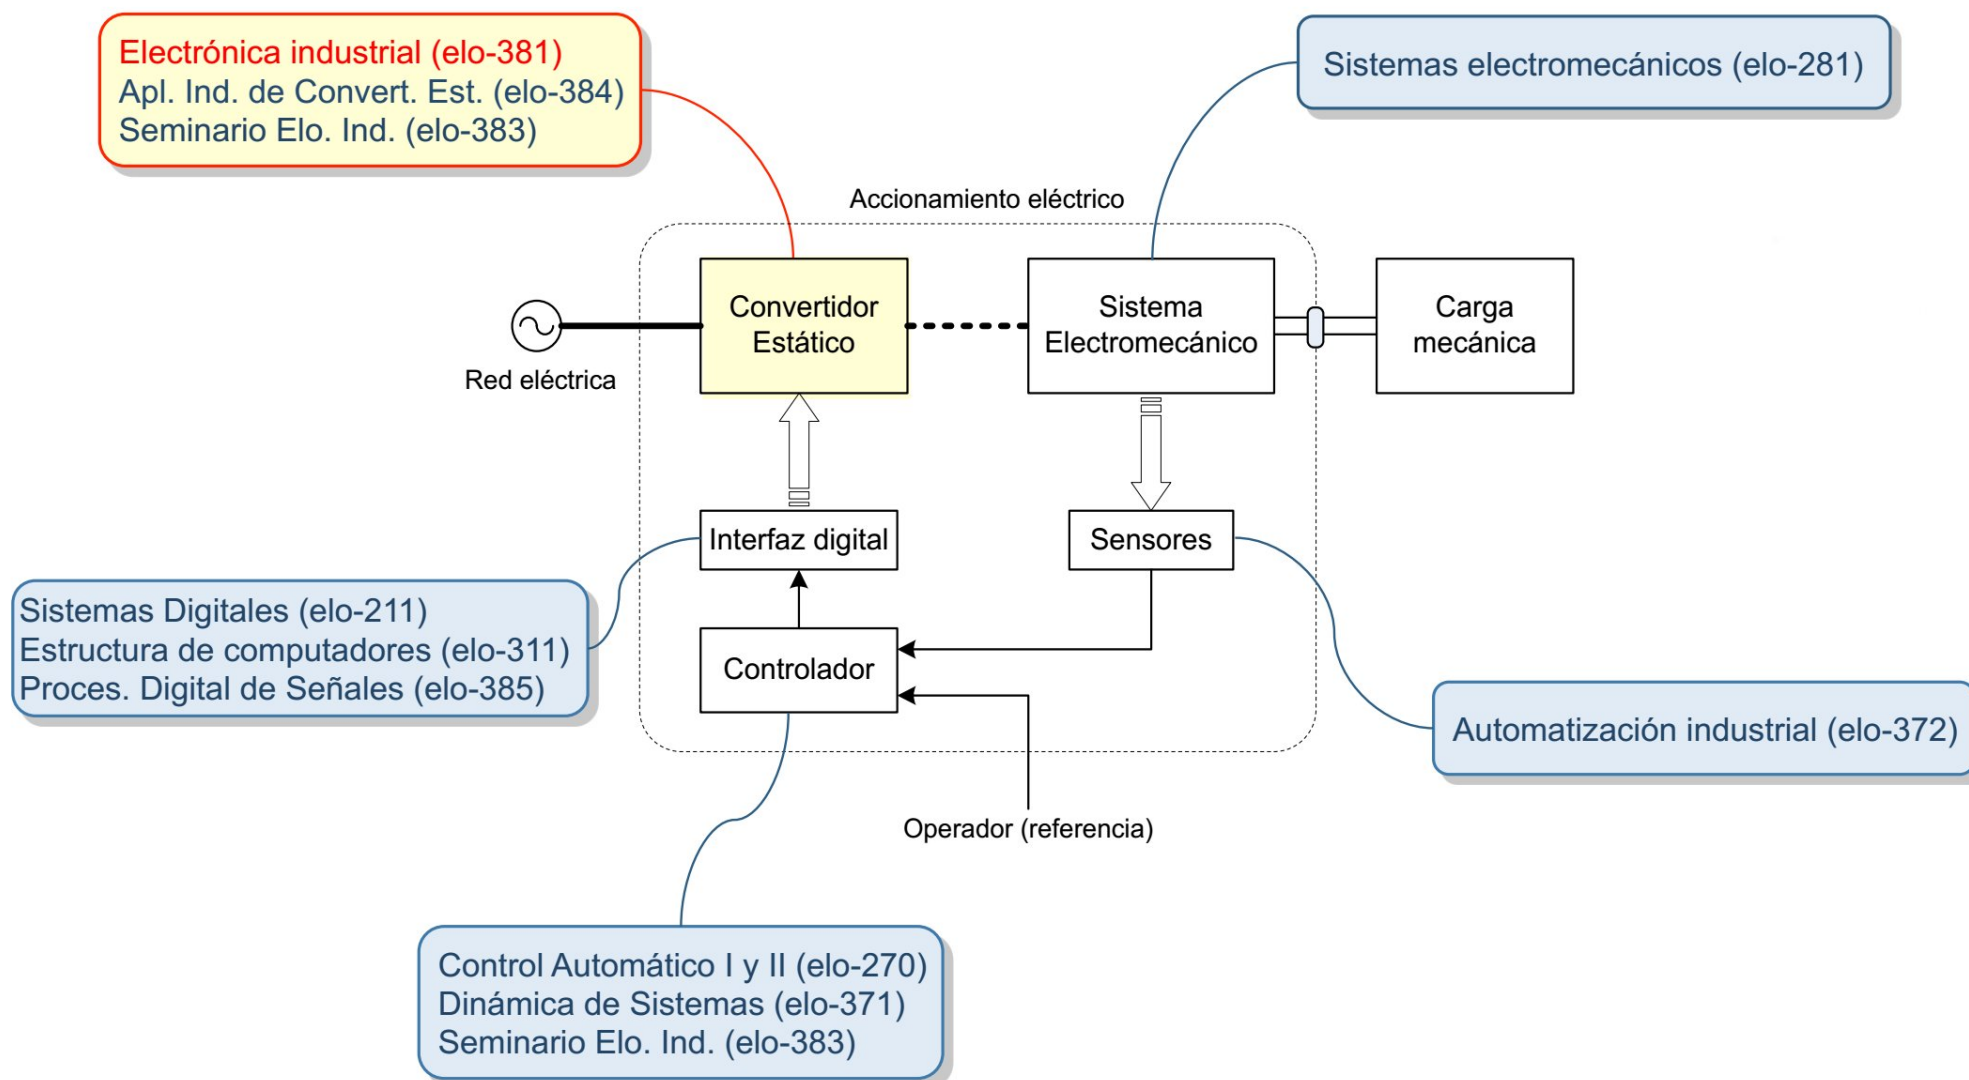 Electrónica industrial (elo-381)
Apl. Ind. de Convert. Est. (elo-384)
Seminario Elo. Ind. (elo-383)
Sistemas electromecánicos (elo-281)
Accionamiento eléctrico
Convertidor
Estático
Sistema
Electromecánico
Carga
mecánica
Red eléctrica
Interfaz digital
Sensores
Sistemas Digitales (elo-211)
Estructura de computadores (elo-311)
Proces. Digital de Señales (elo-385)
Controlador
Automatización industrial (elo-372)
Operador (referencia)
Control Automático I y II (elo-270)
Dinámica de Sistemas (elo-371)
Seminario Elo. Ind. (elo-383)